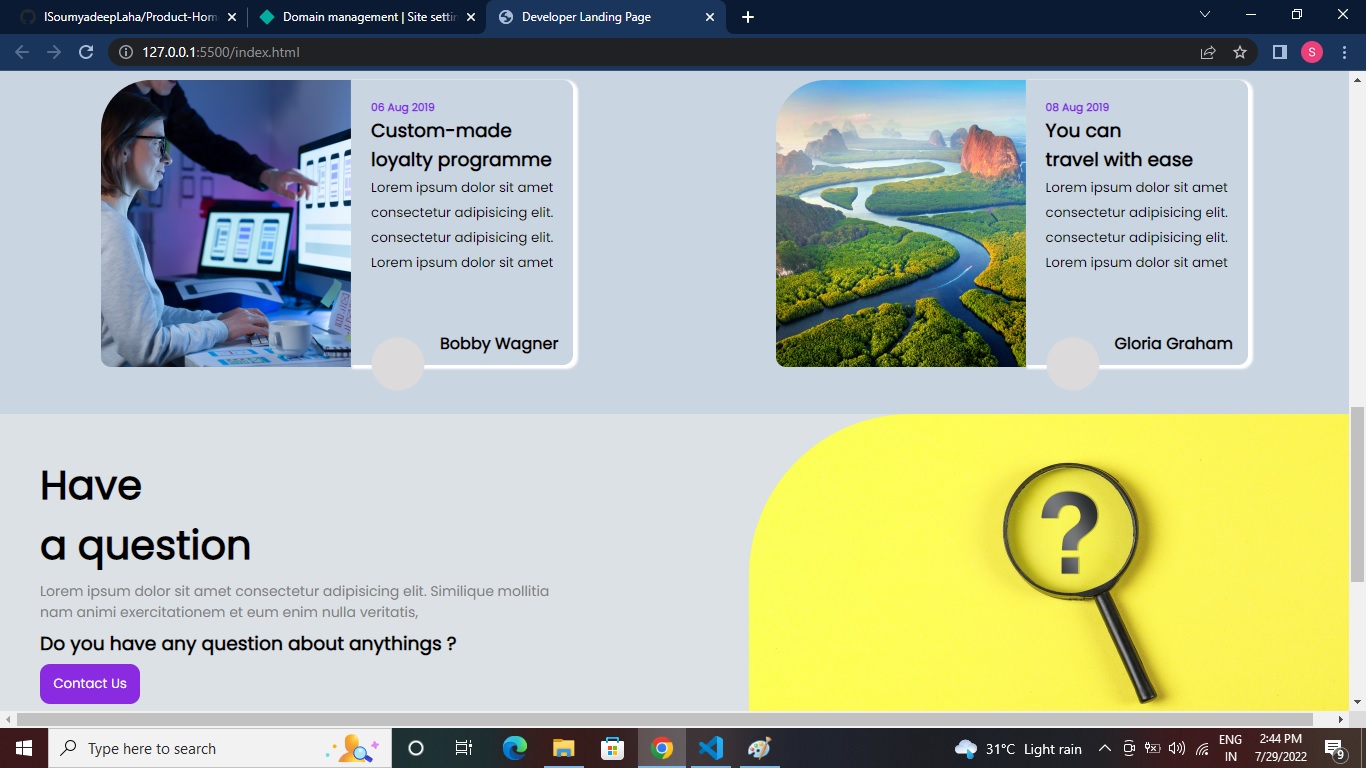 ISoumyadeepLaha/Product-Hom
Domain management | Site settin
Developer Landing Page
127.0.0.1:5500/index.html
S
06 Aug 2019
Custom-made
loyalty programme
Lorem ipsum dolor sit amet
consectetur adipisicing elit.
consectetur adipisicing elit.
Lorem ipsum dolor sit amet
Bobby Wagner
08 Aug 2019
You can
travel with ease
Lorem ipsum dolor sit amet
consectetur adipisicing elit.
consectetur adipisicing elit.
Lorem ipsum dolor sit amet
Gloria Graham
Have
a question
Lorem ipsum dolor sit amet consectetur adipisicing elit. Similique mollitia
nam animi exercitationem et eum enim nulla veritatis,
Do you have any question about anythings ?
Contact Us
?
Type here to search
31°C Light rain
ENG
IN
2:44 PM
7/29/2022
9